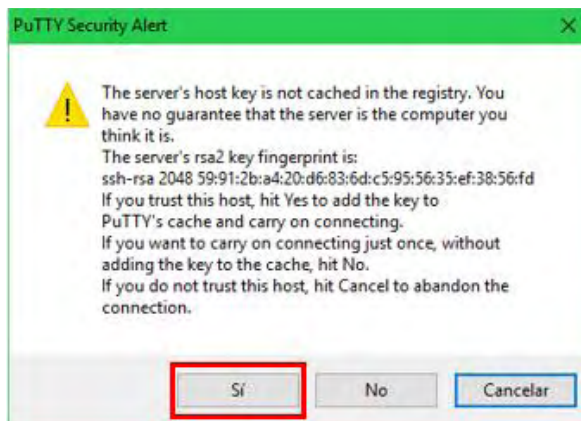 PuTTY Security Alert
The server's host key is not cached in the registry. You
have no guarantee that the server is the computer you
think it is.
The server's rsa2 key fingerprint is:
ssh-rsa 2048 59:91:2b:a4:20:d6:83:6d:c5:95:56:35:ef:38:56:fd
If you trust this host, hit Yes to add the key to
PuTTY's cache and carry on connecting.
If you want to carry on connecting just once, without
adding the key to the cache, hit No.
If you do not trust this host, hit Cancel to abandon the
connection.
Sí No Cancelar